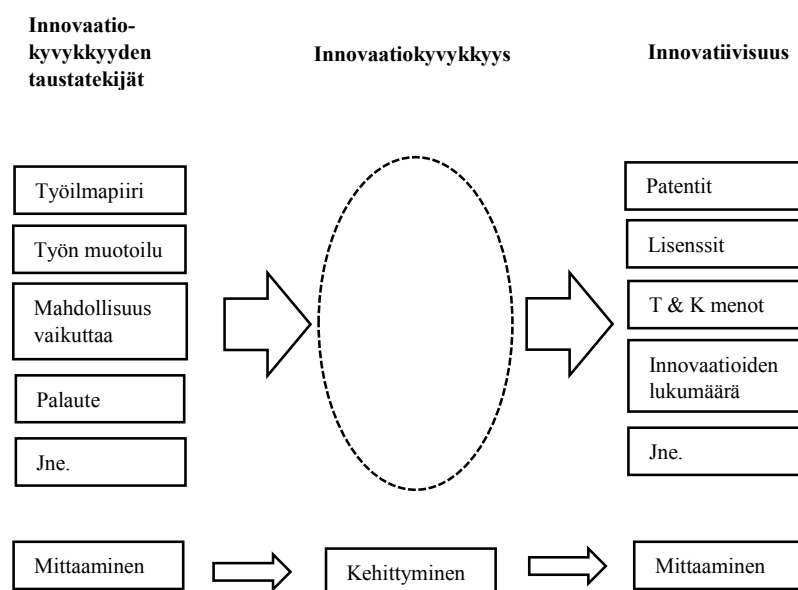 Innovaatio-
kyvykkyyden
taustatekijät
Innovaatiokyvykkyys
Innovatiivisuus
Työilmapiiri
Työn muotoilu
Mahdollisuus
vaikuttaa
Palaute
Jne.
Patentit
Lisenssit
T & K menot
Innovaatioiden
lukumäärä
Jne.
Mittaaminen
Kehittyminen
Mittaaminen